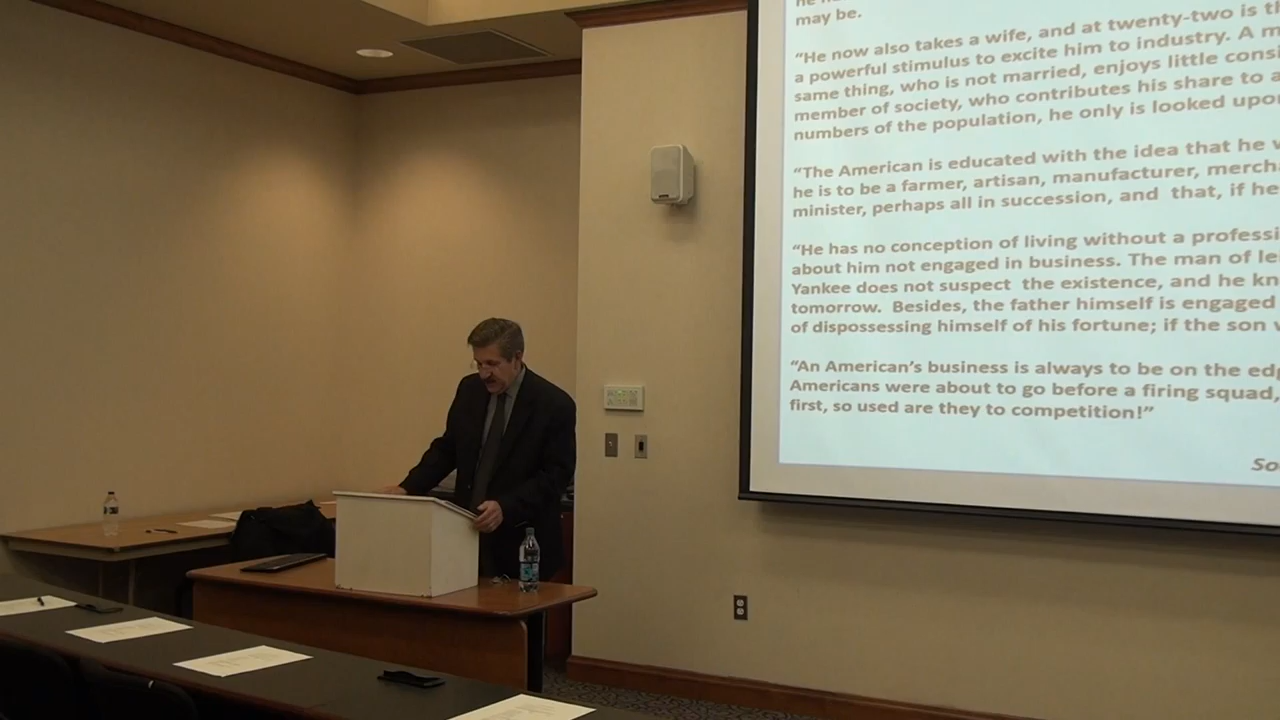 may be.
“He now also takes a wife, and at twenty-two is
a powerful stimulus to excite him to industry. A
same thing, who is not married, enjoys little
member of society, who contributes his share to a
numbers of the population, he only is looked upon
“The American is educated with the idea that he
he is to be a farmer, artisan, manufacturer,
minister, perhaps all in succession, and that, if he
“He has no conception of living without a
about him not engaged in business. The man of
Yankee does not suspect the existence, and he
tomorrow. Besides, the father himself is engaged
of dispossessing himself of his fortune; if the son
“An American’s business is always to be on the
Americans were about to go before a firing squad,
first, so used are they to competition!”
So